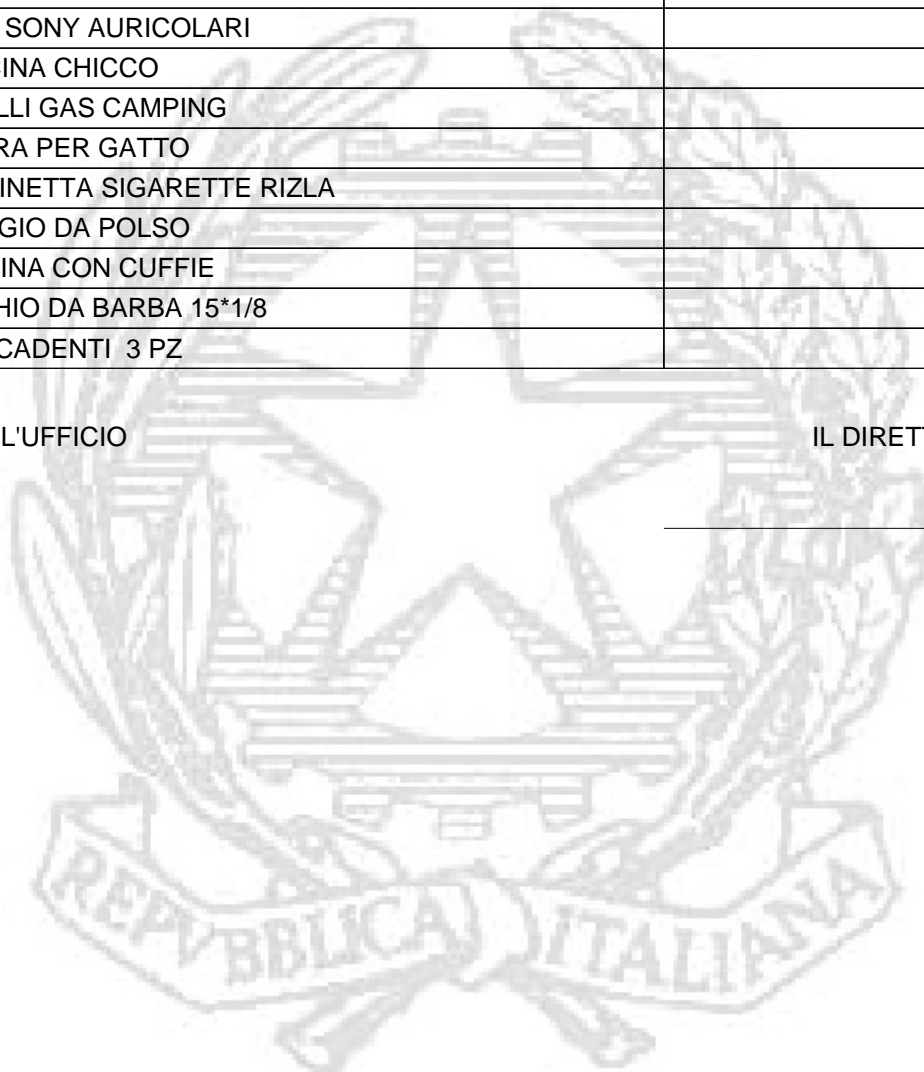 SONY AURICOLARI
INA CHICCO
LLI GAS CAMPING
RA PER GATTO
INETTA SIGARETTE RIZLA
GIO DA POLSO
INA CON CUFFIE
HIO DA BARBA 15*1/8
CADENTI 3 PZ
L'UFFICIO IL DIRETT
REPVBBLICA ITALIANA